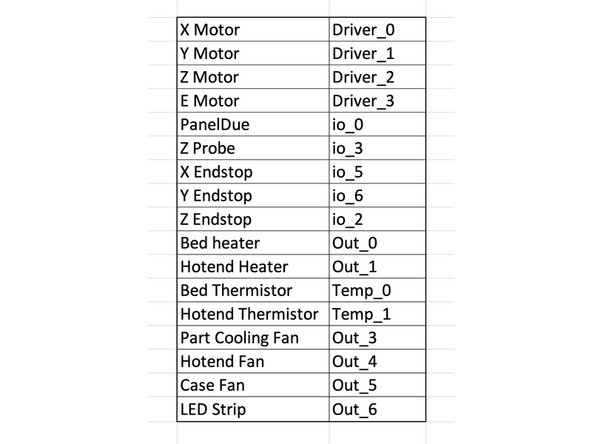 X Motor Driver_0
Y Motor Driver_1
Z Motor Driver_2
E Motor Driver_3
PanelDue io_0
Z Probe io_3
X Endstop io_5
Y Endstop io_6
Z Endstop io_2
Bed heater Out_0
Hotend Heater Out_1
Bed Thermistor Temp_0
Hotend Thermistor Temp_1
Part Cooling Fan Out_3
Hotend Fan Out_4
Case Fan Out_5
LED Strip Out_6